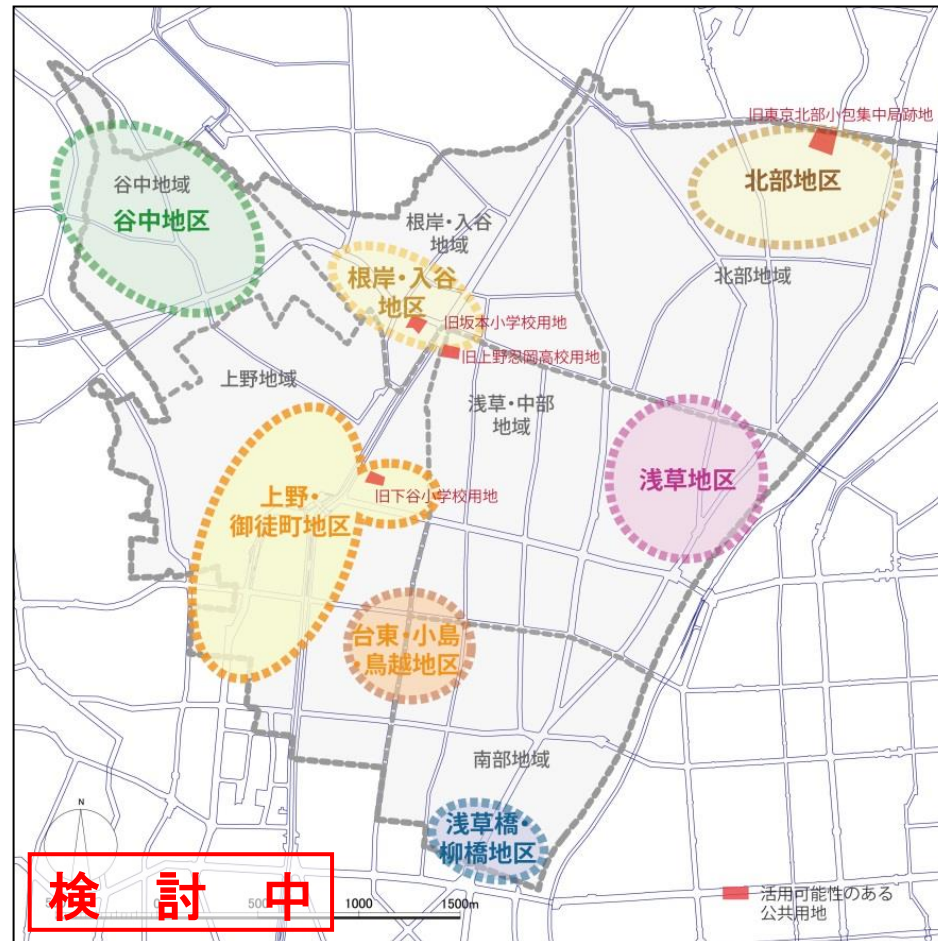 旧東京北部小包集中局跡地
北部地区
谷中地域
谷中地区
根岸・入谷
地域
北部地域
根岸・入谷
地区
旧坂本小学校用地
旧上野忍岡高校用地
上野地域
浅草・中部
地域
浅草地区
上野・
御徒町地区
旧下谷小学校用地
台東・小島
・鳥越地区
南部地域
浅草橋・
柳橋地区
N
検 討 中
1000
1500m
活用可能性のある
公共用地